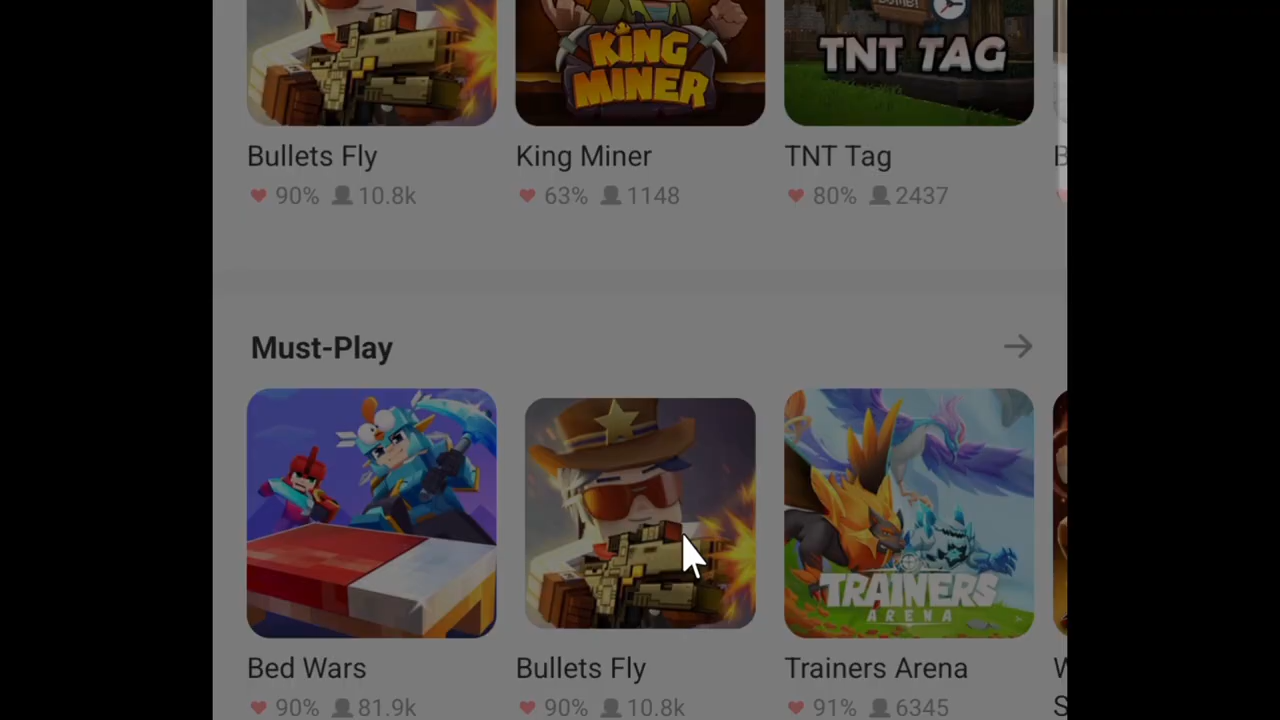 KING
MINER
TNT TAG
Bullets Fly
King Miner
TNT Tag
90% 10.8k
63% 1148
80% 2437
Must-Play
TRAINERS
ARENA
Bed Wars
Bullets Fly
Trainers Arena
90% 81.9k
90% 10.8k
91% 6345